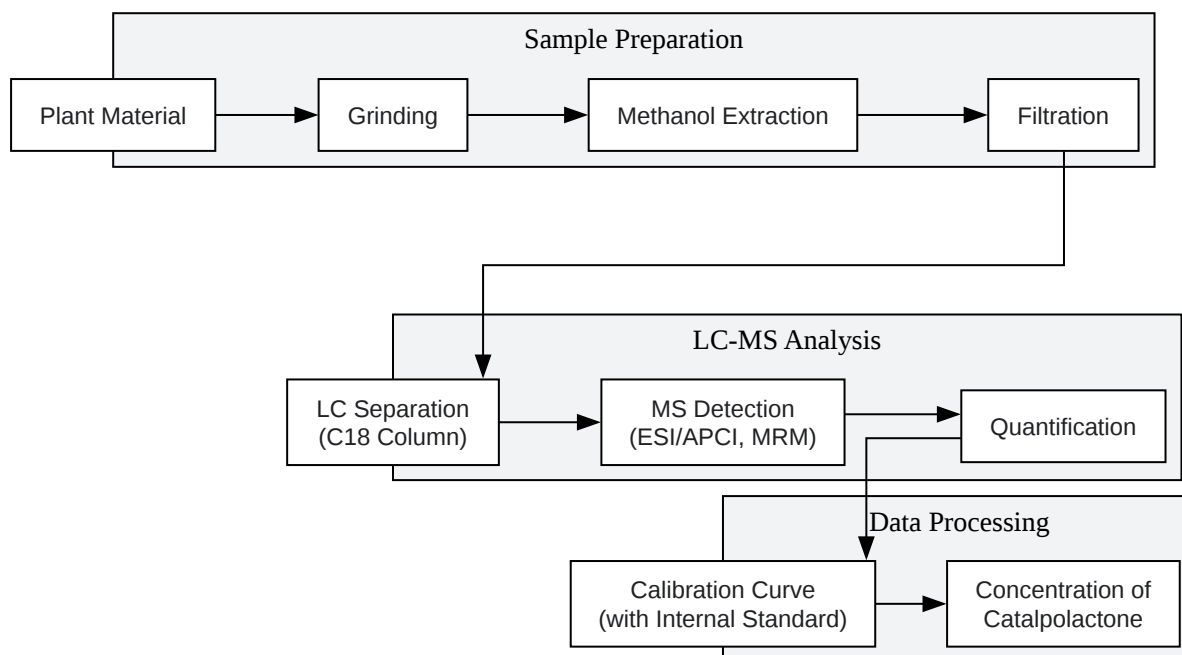 Sample Preparation
Plant Material
Grinding
Methanol Extraction
Filtration
LC-MS Analysis
LC Separation
(C18 Column)
MS Detection
(ESI/APCI, MRM)
Quantification
Data Processing
Calibration Curve
(with Internal Standard)
Concentration of
Catalpolactone